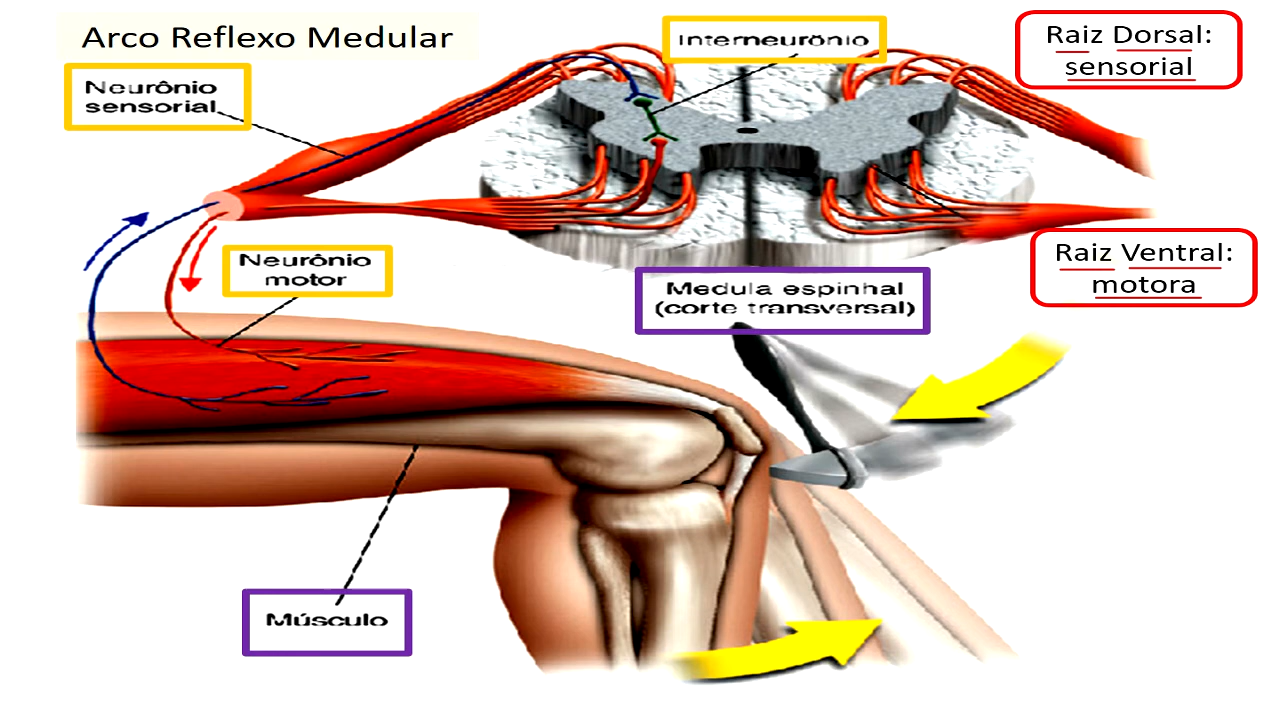 Arco Reflexo Medular
Neurônio
sensorial
Interneurônio
Raiz Dorsal:
sensorial
Neurônio
motor
Medula espinhal
(corte transversal)
Raiz Ventral:
motora
Músculo